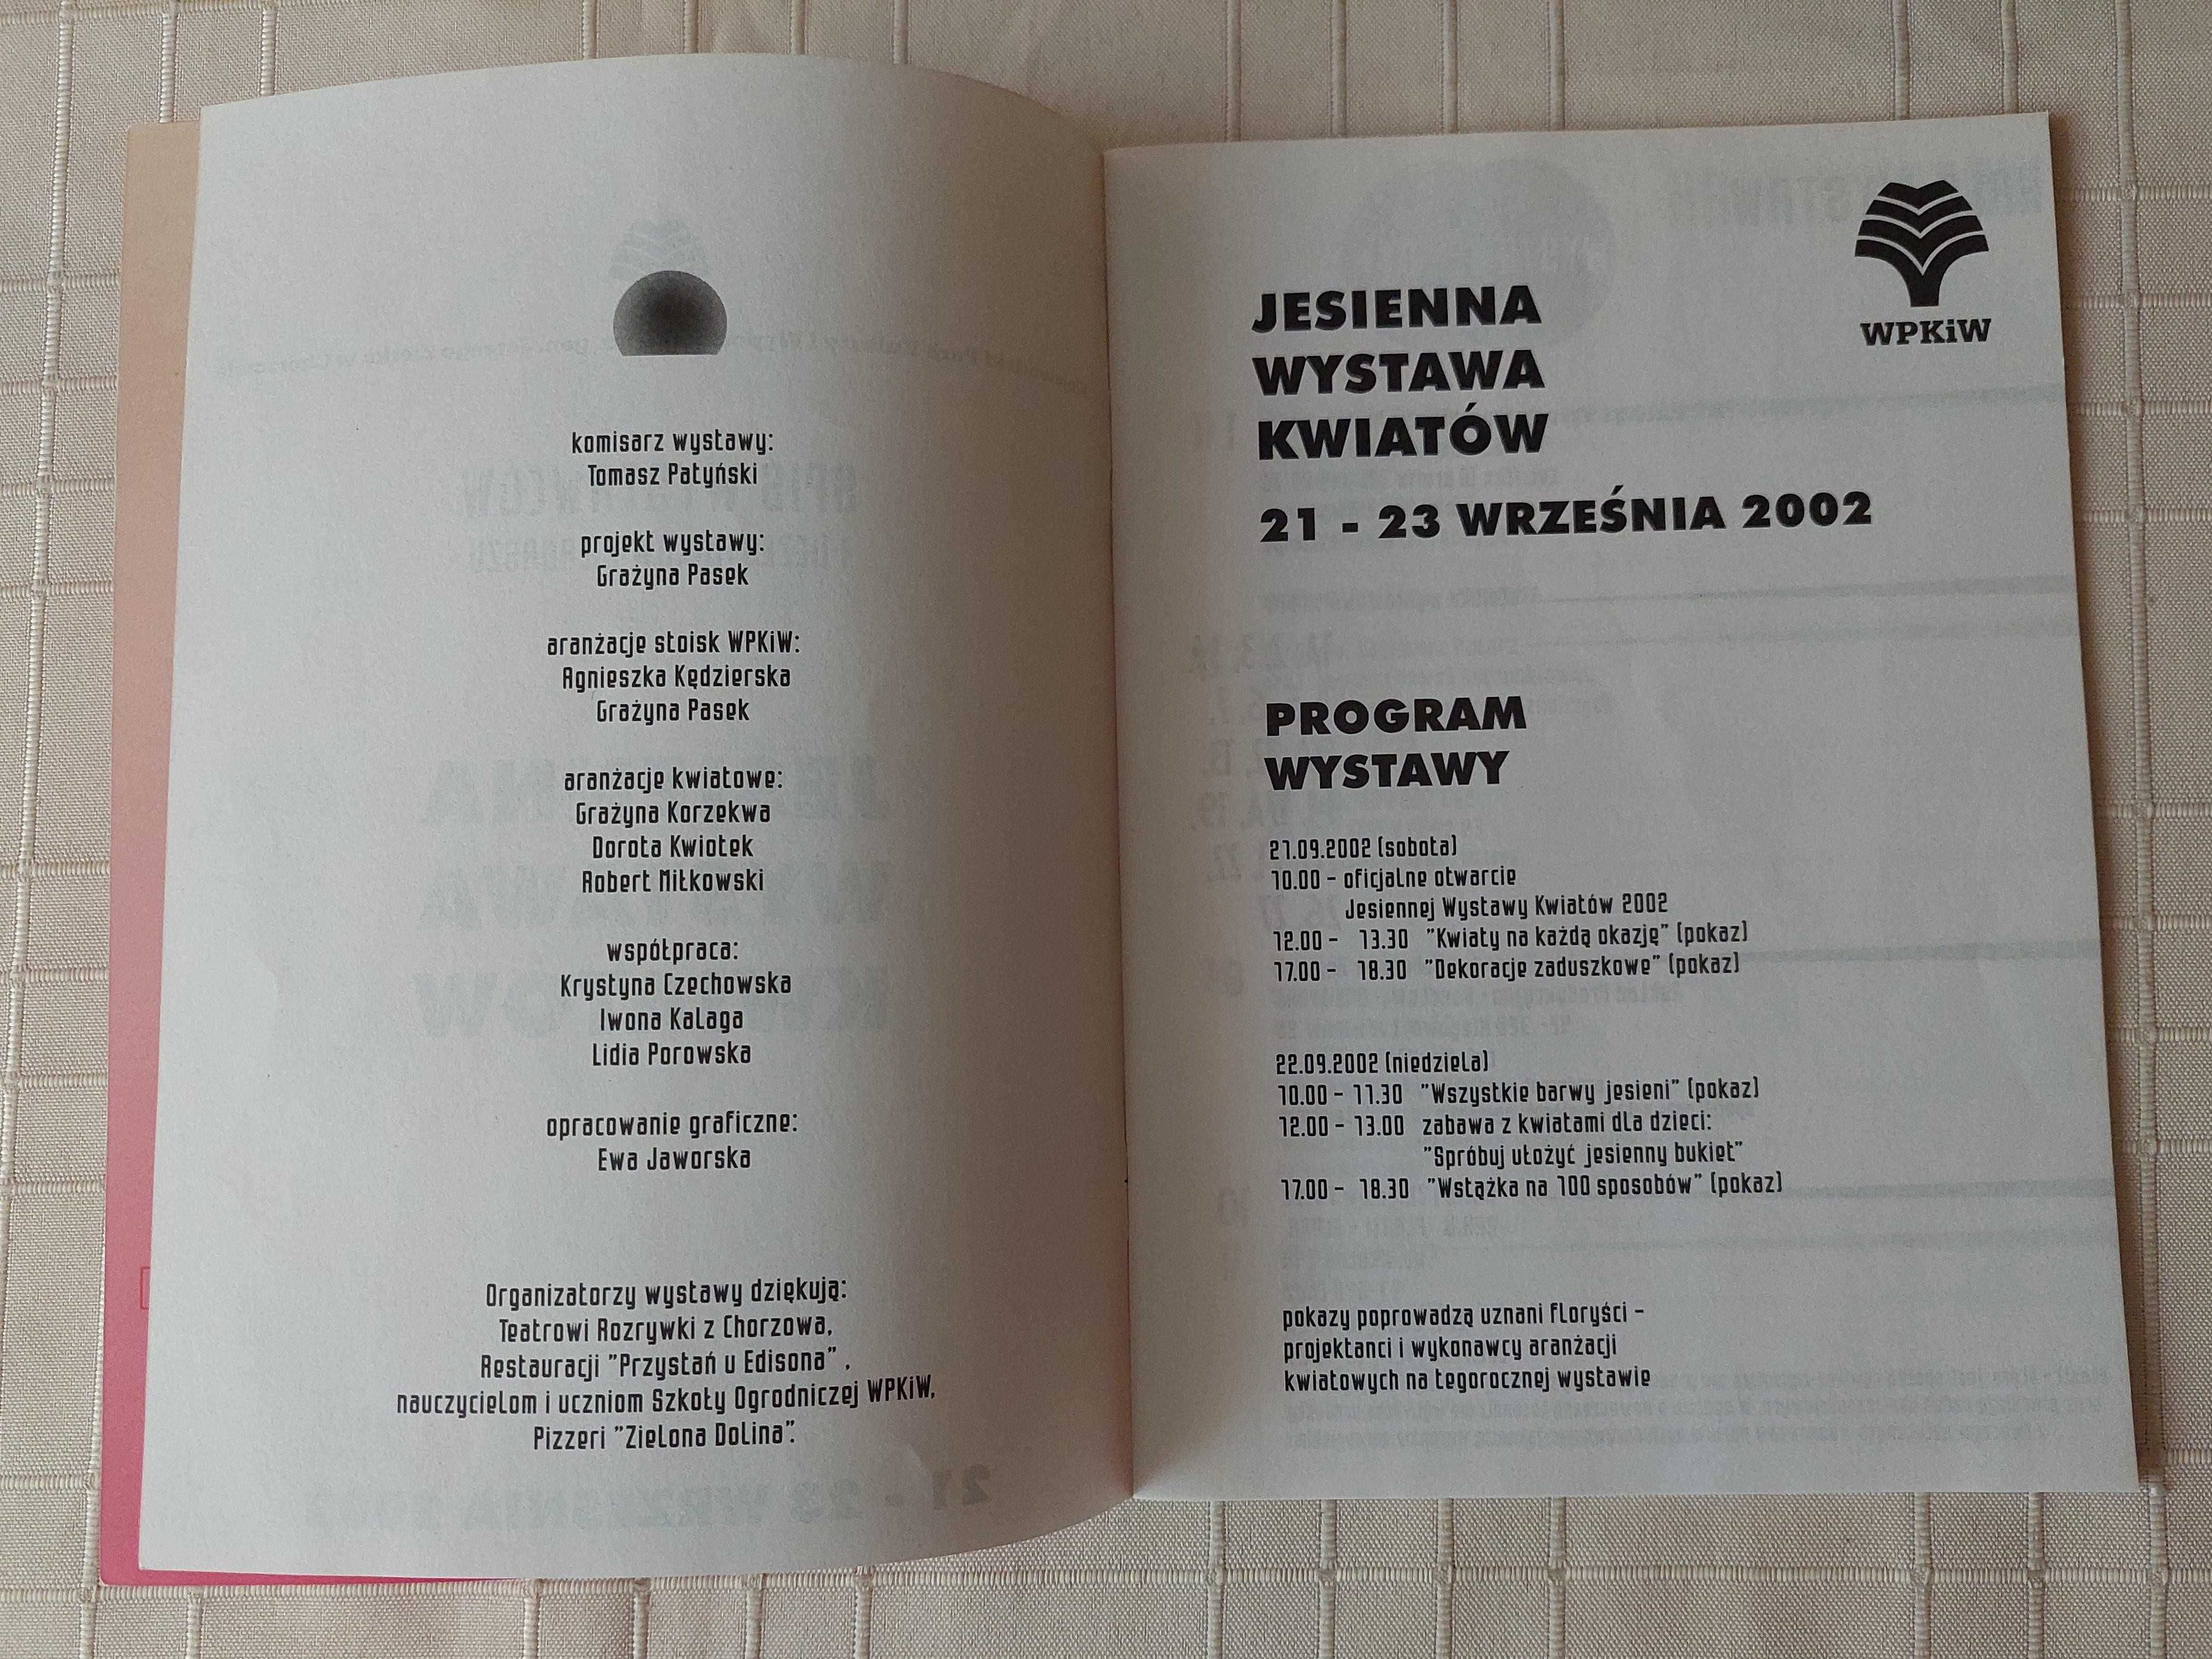 komisarz wystawy:
Tomasz Patyński
projekt wystawy:
Grażyna Pasek
aranżacje stoisk WPKiW:
Agnieszka Kędzierska
Grażyna Pasek
aranżacje kwiatowe:
Grażyna Korzekwa
Dorota Kwiotek
Robert Miłkowski
współpraca:
Krystyna Czechowska
Iwona Kalaga
Lidia Porowska
opracowanie graficzne:
Ewa Jaworska
Organizatorzy wystawy dziękują:
Teatrowi Rozrywki z Chorzowa,
Restauracji "Przystań u Edisona" ,
nauczycielom i uczniom Szkoły Ogrodniczej WPKiW,
Pizzeri "Zielona Dolina".
WPKiW
JESIENNA
WYSTAWA
KWIATÓW
21 - 23 WRZEŚNIA 2002
PROGRAM
WYSTAWY
21.09.2002 (sobota)
10.00 - oficjalne otwarcie
Jesiennej Wystawy Kwiatów 2002
12.00 - 13.30 "Kwiaty na każdą okazję" (pokaz)
17.00 - 18.30 "Dekoracje zaduszkowe" (pokaz)
22.09.2002 (niedziela)
10.00 - 11.30 "Wszystkie barwy jesieni" (pokaz)
12.00 - 13.00 zabawa z kwiatami dla dzieci:
"Spróbuj ułożyć jesienny bukiet"
17.00 - 18.30 "Wstążka na 100 sposobów" (pokaz)
pokazy poprowadzą uznani floryści -
projektanci i wykonawcy aranżacji
kwiatowych na tegorocznej wystawie